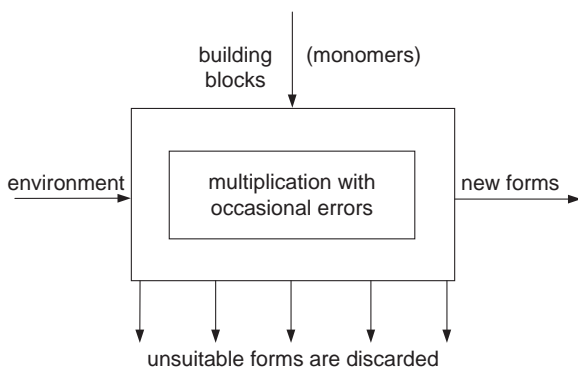 building (monomers)
blocks
environment
multiplication with
occasional errors
new forms
unsuitable forms are discarded